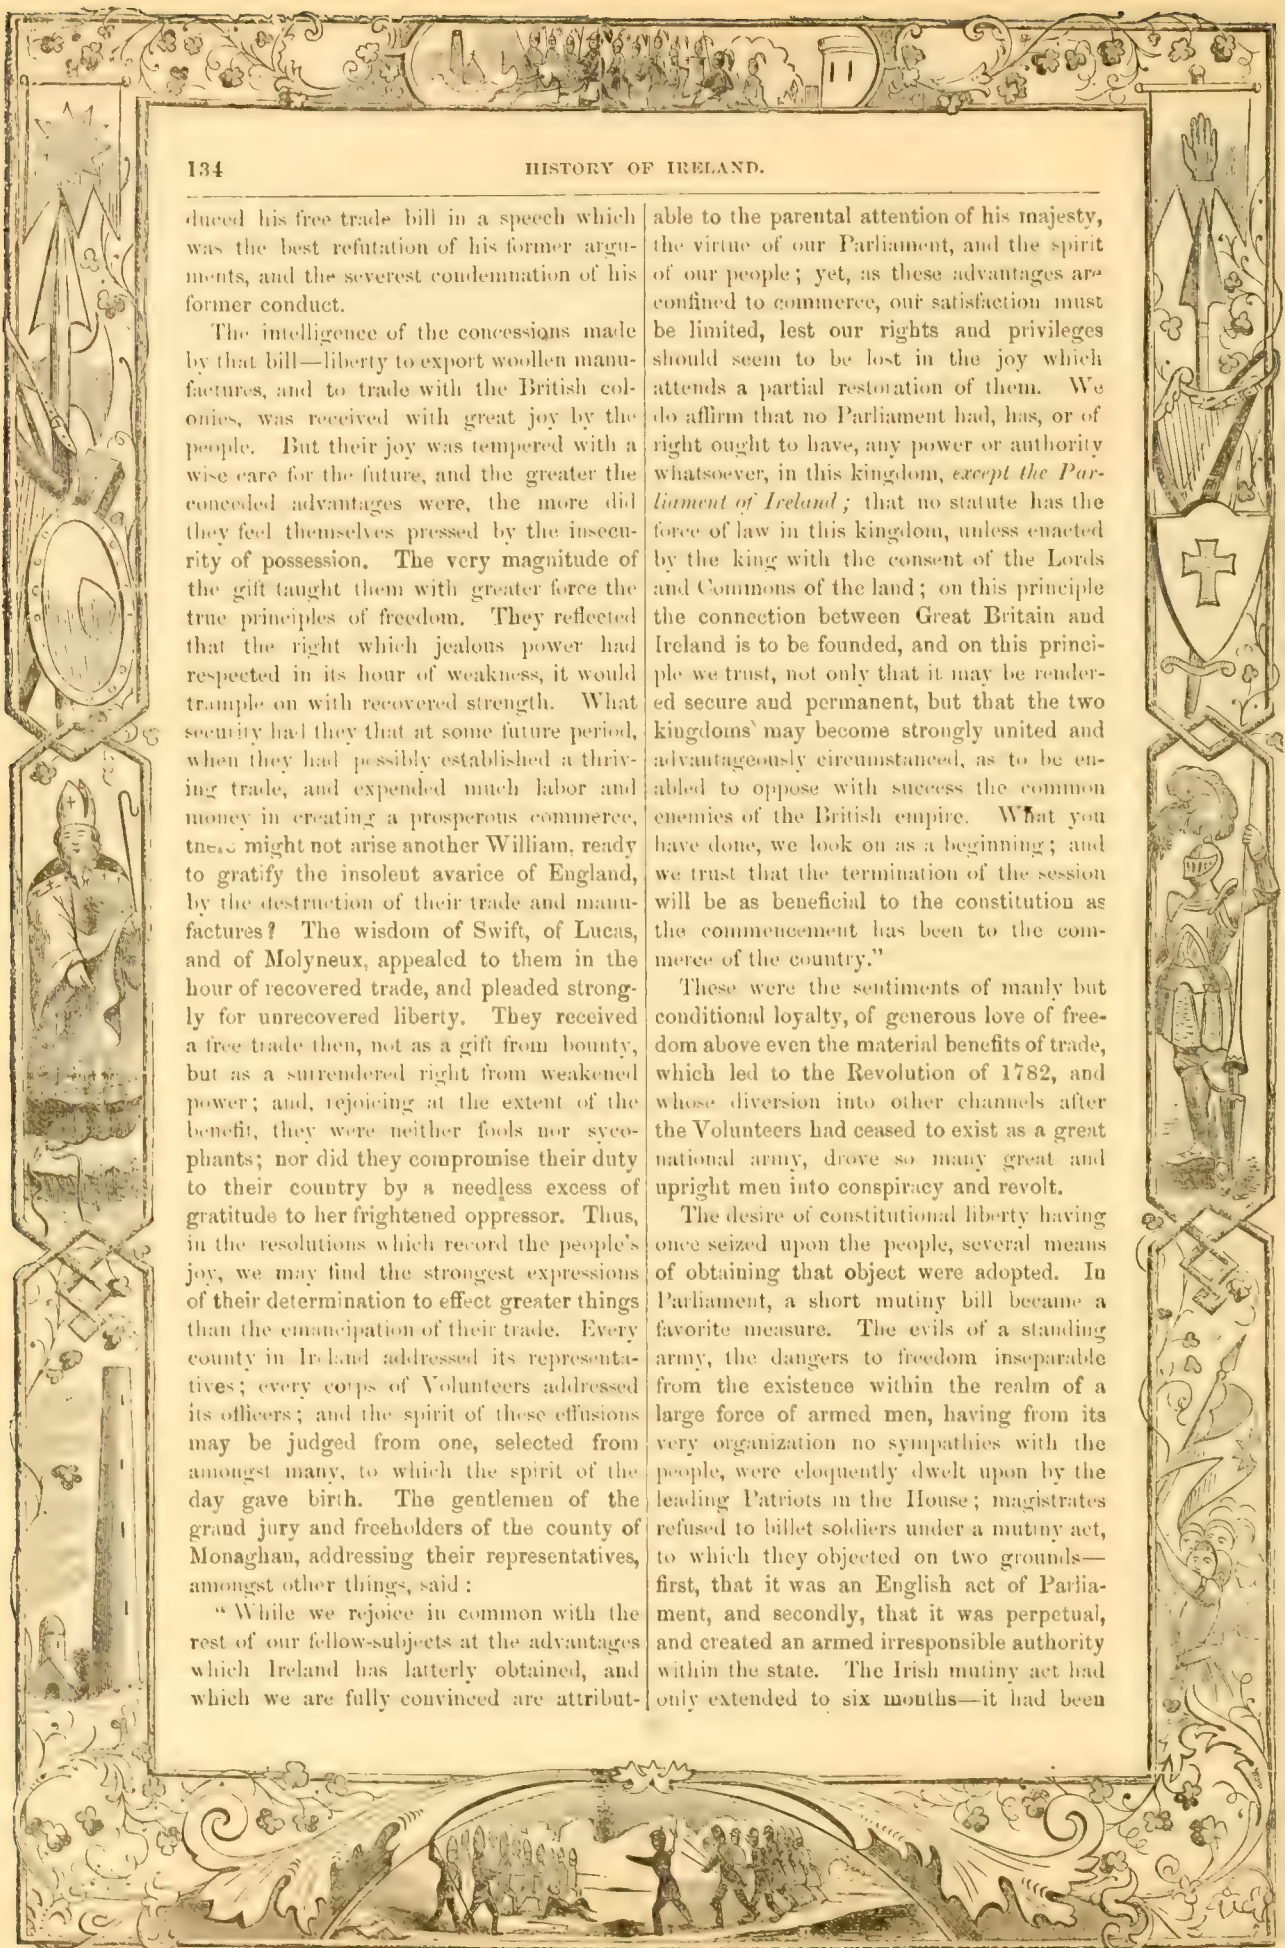 134
HISTORY OF IRELAND.
duced his free trade bill in a speech which
was the best refutation of his former argu-
ments, and the severest condemnation of his
former conduct.
The intelligence of the concessions made
by that bill—liberty to export woollen manu-
factures, and to trade with the British col-
onies, was received with great joy by the
people. But their joy was tempered with a
wise care for the future, and the greater the
conceded advantages were, the more did
they feel themselves pressed by the insecu-
rity of possession. The very magnitude of
the gift taught them with greater force the
true principles of freedom. They reflected
that the right which jealous power had
respected in its hour of weakness, it would
trample on with recovered strength. What
security had they that at some future period,
when they had possibly established a thriv-
ing trade, and expended much labor and
money in creating a prosperous commerce,
there might not arise another William, ready
to gratify the insolent avarice of England,
by the destruction of their trade and manu-
factures? The wisdom of Swift, of Lucas,
and of Molyneux, appealed to them in the
hour of recovered trade, and pleaded strong-
ly for unrecovered liberty. They received
a free trade then, not as a gift from bounty,
but as a surrendered right from weakened
power; and, rejoicing at the extent of the
benefit, they were neither fools nor syco-
phants; nor did they compromise their duty
to their country by a needless excess of
gratitude to her frightened oppressor. Thus,
in the resolutions which record the people's
joy, we may find the strongest expressions
of their determination to effect greater things
than the emancipation of their trade. Every
county in Ireland addressed its representa-
tives; every corps of Volunteers addressed
its officers; and the spirit of these effusions
may be judged from one, selected from
amongst many, to which the spirit of the
day gave birth. The gentlemen of the
grand jury and freeholders of the county of
Monaghan, addressing their representatives,
amongst other things, said :
" While we rejoice in common with the
rest of our fellow-subjects at the advantages
which Ireland has latterly obtained, and
which we are fully convinced are attribut-
able to the parental attention of his majesty,
the virtue of our Parliament, and the spirit
of our people; yet, as these advantages are
confined to commerce, our satisfaction must
be limited, lest our rights and privileges
should seem to be lost in the joy which
attends a partial restoration of them. We
do affirm that no Parliament had, has, or of
right ought to have, any power or authority
whatsoever, in this kingdom, except the Par-
liament of Ireland; that no statute has the
force of law in this kingdom, unless enacted
by the king with the consent of the Lords
and Commons of the land; on this principle
the connection between Great Britain and
Ireland is to be founded, and on this princi-
ple we trust, not only that it may be render-
ed secure and permanent, but that the two
kingdoms may become strongly united and
advantageously circumstanced, as to be en-
abled to oppose with success the common
enemies of the British empire. What you
have done, we look on as a beginning; and
we trust that the termination of the session
will be as beneficial to the constitution as
the commencement has been to the com-
merce of the country."
These were the sentiments of manly but
conditional loyalty, of generous love of free-
dom above even the material benefits of trade,
which led to the Revolution of 1782, and
whose diversion into other channels after
the Volunteers had ceased to exist as a great
national army, drove so many great and
upright men into conspiracy and revolt.
The desire of constitutional liberty having
once seized upon the people, several means
of obtaining that object were adopted. In
Parliament, a short mutiny bill became a
favorite measure. The evils of a standing
army, the dangers to freedom inseparable
from the existence within the realm of a
large force of armed men, having from its
very organization no sympathies with the
people, were eloquently dwelt upon by the
leading Patriots in the House; magistrates
refused to billet soldiers under a mutiny act,
to which they objected on two grounds—
first, that it was an English act of Parlia-
ment, and secondly, that it was perpetual,
and created an armed irresponsible authority
within the state. The Irish mutiny act had
only extended to six months—it had been